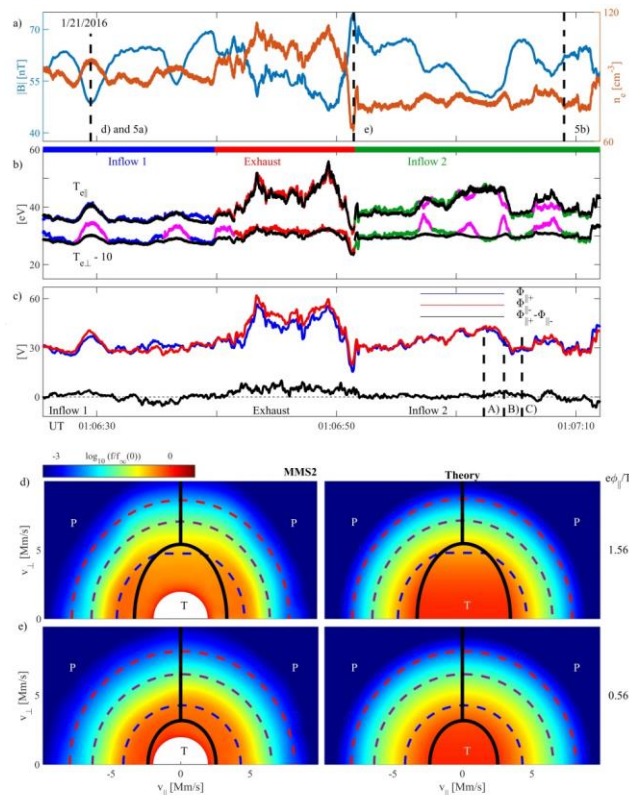 a) 1/21/2016
70 55 40
|B| [nT]
120 60
n_e [cm^-3]
d) and 5a) e) 5b)
b) 60 40 20
[eV]
Inflow 1 Exhaust Inflow 2
T_e||
T_e⊥ - 10
c) 60 30 0
[V]
Φ_||+
Φ_||-
Φ_||+-Φ_||-
A) B) C)
Inflow 1 Exhaust Inflow 2
UT 01:06:30 01:06:50 01:07:10
-3 log_10 (f/f_∞(0)) 0 MMS2 Theory eϕ_||/T
d) P P P P
5 0
v_⊥ [Mm/s]
T T
1.56
e) P P P P
5 0
v_⊥ [Mm/s]
T T
0.56
-5 0 5 -5 0 5
v_|| [Mm/s] v_|| [Mm/s]